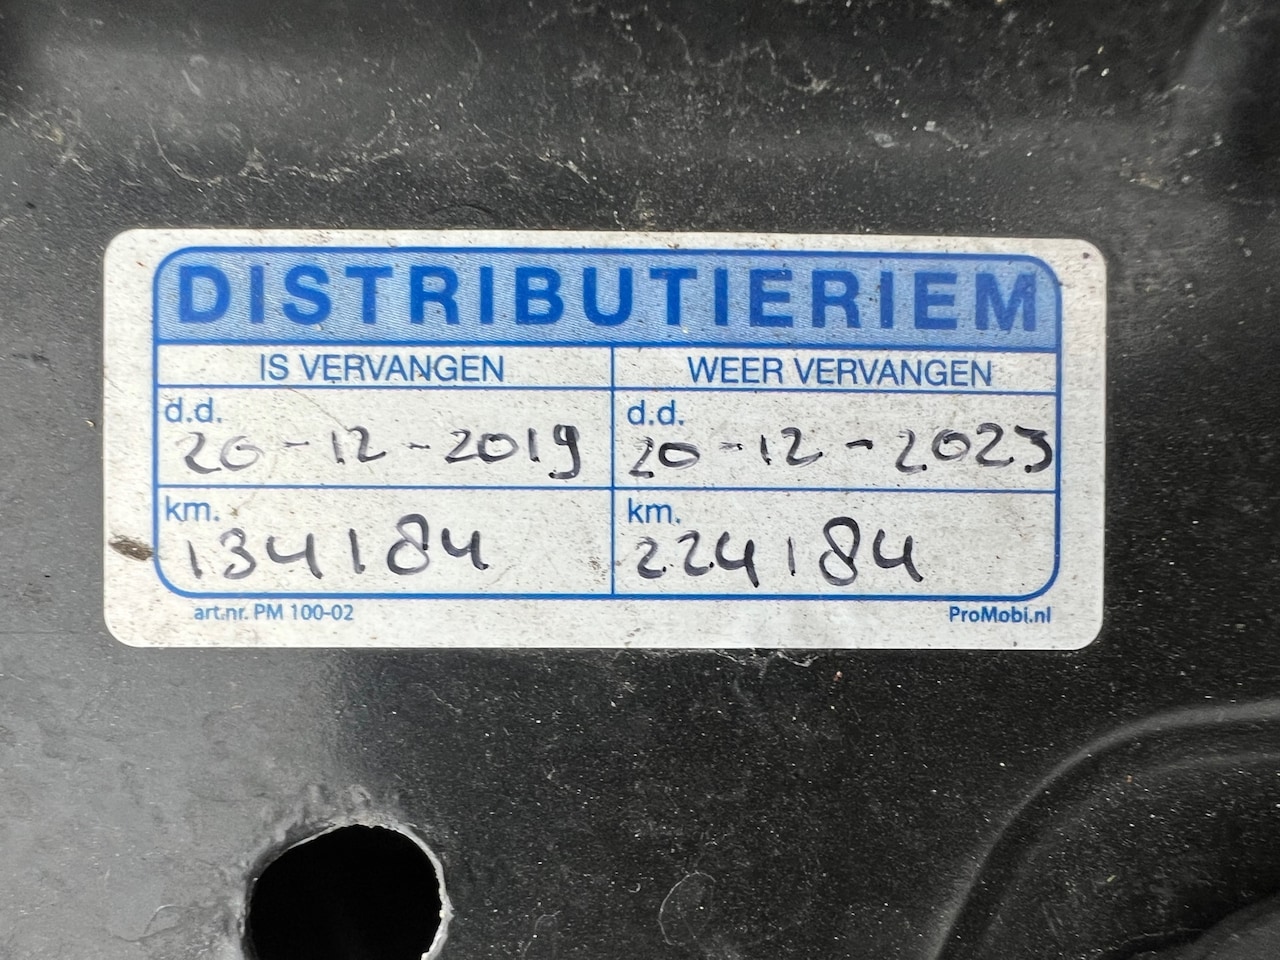 DISTRIBUTIERIEM
IS VERVANGEN
WEER VERVANGEN
d.d.
20-12-2019
d.d.
20-12-2023
km.
134184
km.
224184
art.nr. PM 100-02
ProMobi.nl